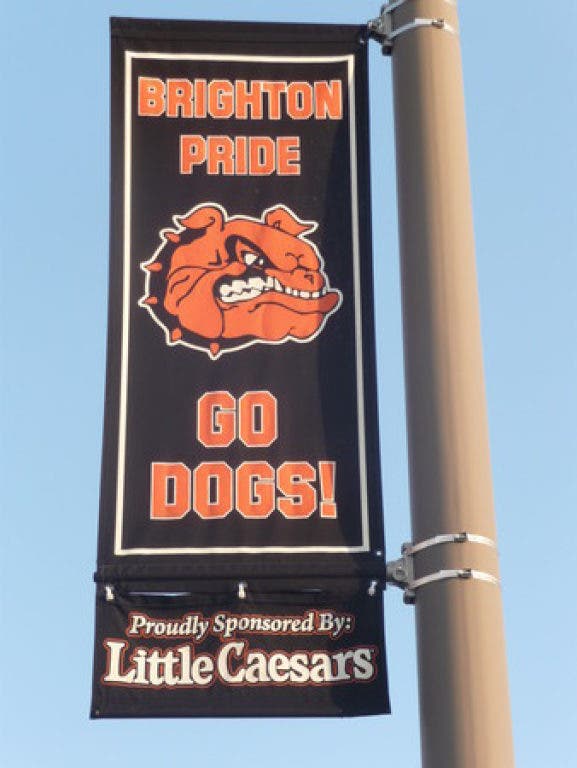 BRIGHTON
PRIDE
GO
DOGS!
Proudly Sponsored By:
Little Caesars